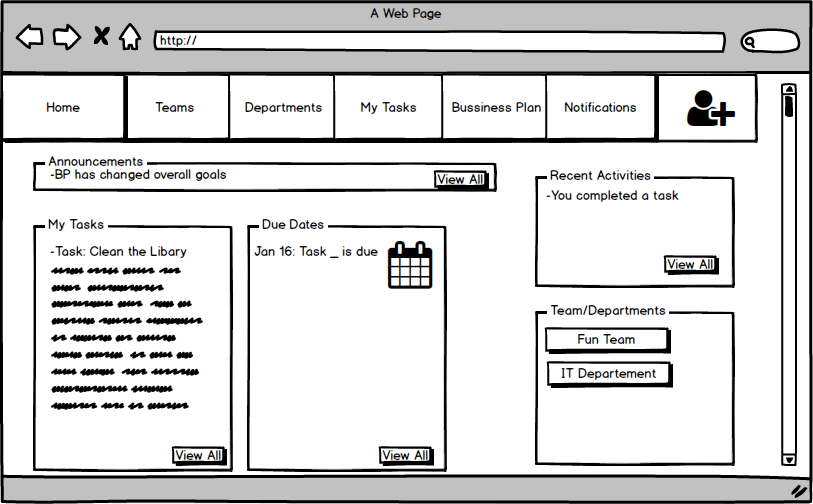 A Web Page
http://
Home
Teams
Departments
My Tasks
Bussiness Plan
Notifications
Announcements
-BP has changed overall goals
View All
My Tasks
-Task: Clean the Libary
View All
Due Dates
Jan 16: Task _ is due
View All
Recent Activities
-You completed a task
View All
Team/Departments
Fun Team
IT Departement